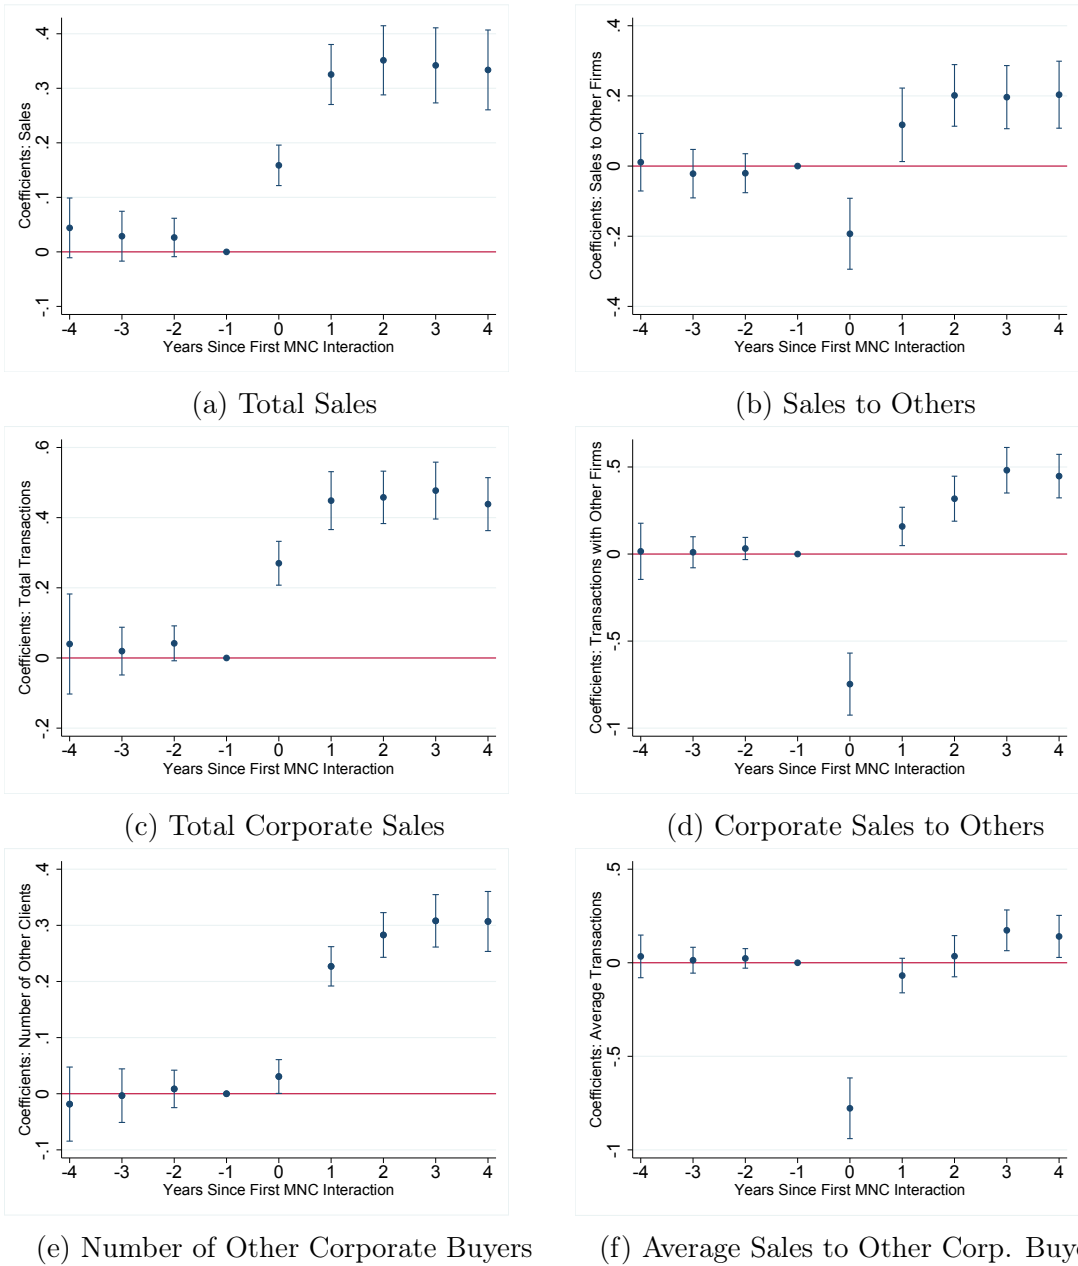 Coefficients: Sales
.4
.3
.2
.1
0
-.1
-4 -3 -2 -1 0 1 2 3 4
Years Since First MNC Interaction
(a) Total Sales
Coefficients: Sales to Other Firms
.4
.2
0
-.2
-.4
-4 -3 -2 -1 0 1 2 3 4
Years Since First MNC Interaction
(b) Sales to Others
Coefficients: Total Transactions
.6
.4
.2
0
-.2
-4 -3 -2 -1 0 1 2 3 4
Years Since First MNC Interaction
(c) Total Corporate Sales
Coefficients: Transactions with Other Firms
.5
0
-.5
-1
-4 -3 -2 -1 0 1 2 3 4
Years Since First MNC Interaction
(d) Corporate Sales to Others
Coefficients: Number of Other Clients
.4
.3
.2
.1
0
-.1
-4 -3 -2 -1 0 1 2 3 4
Years Since First MNC Interaction
(e) Number of Other Corporate Buyers
Coefficients: Average Transactions
.5
0
-.5
-1
-4 -3 -2 -1 0 1 2 3 4
Years Since First MNC Interaction
(f) Average Sales to Other Corp.